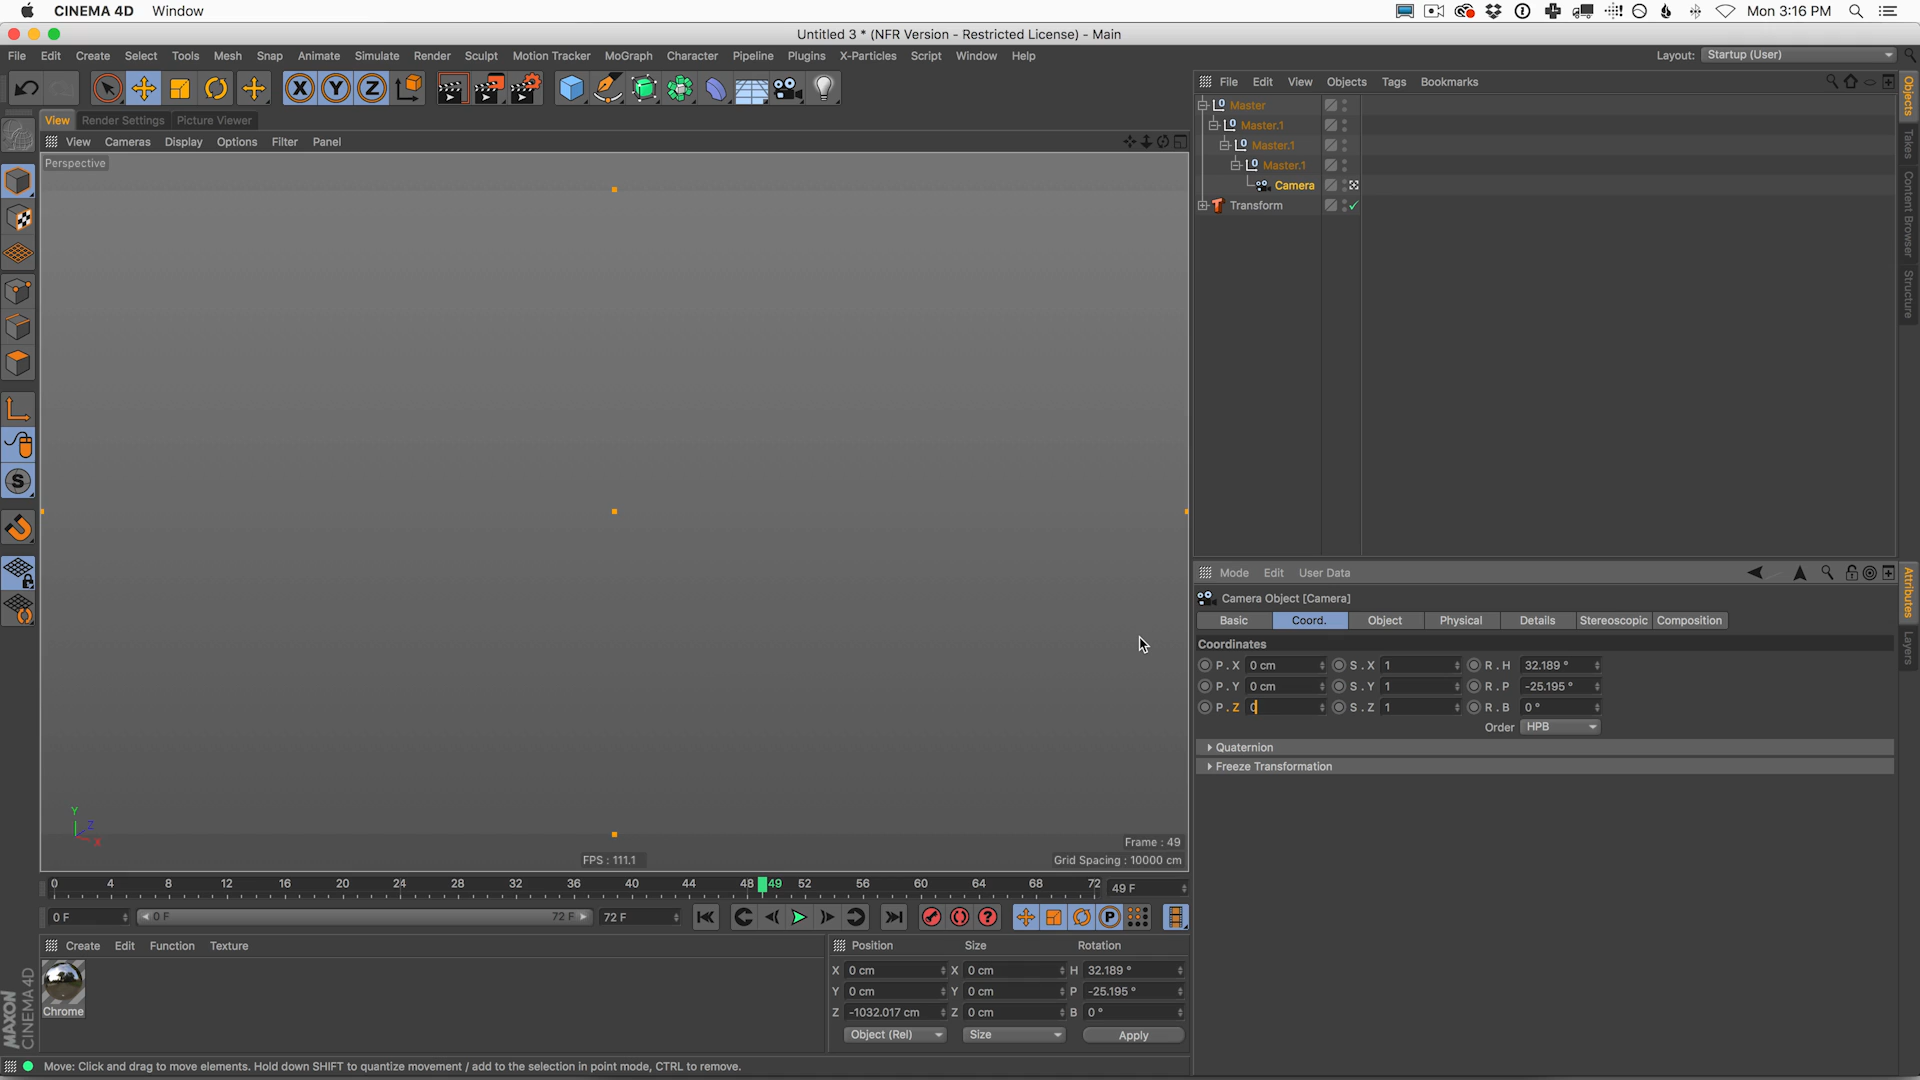 CINEMA 4D Window
Mon 3:16 PM
Untitled 3 * (NFR Version - Restricted License) - Main
File Edit Create Select Tools Mesh Snap Animate Simulate Render Sculpt Motion Tracker MoGraph Character Pipeline Plugins X-Particles Script Window Help
Layout: Startup (User)
View Render Settings Picture Viewer
View Cameras Display Options Filter Panel
Perspective
File Edit View Objects Tags Bookmarks
Master
Master.1
Master.1
Master.1
Camera
Transform
Objects
Takes
Content Browser
Structure
Mode Edit User Data
Camera Object [Camera]
Basic Coord. Object Physical Details Stereoscopic Composition
Coordinates
P . X 0 cm S . X 1 R . H 32.189 °
P . Y 0 cm S . Y 1 R . P -25.195 °
P . Z 0 S . Z 1 R . B 0 °
Order HPB
Quaternion
Freeze Transformation
Attributes
Layers
Y
Z
X
Frame : 49
FPS : 111.1
Grid Spacing : 10000 cm
0 4 8 12 16 20 24 28 32 36 40 44 48 49 52 56 60 64 68 72 49 F
0 F 0 F 72 F 72 F
Create Edit Function Texture
Chrome
Position Size Rotation
X 0 cm X 0 cm H 32.189 °
Y 0 cm Y 0 cm P -25.195 °
Z -1032.017 cm Z 0 cm B 0 °
Object (Rel) Size Apply
MAXON
CINEMA4D
Move: Click and drag to move elements. Hold down SHIFT to quantize movement / add to the selection in point mode, CTRL to remove.